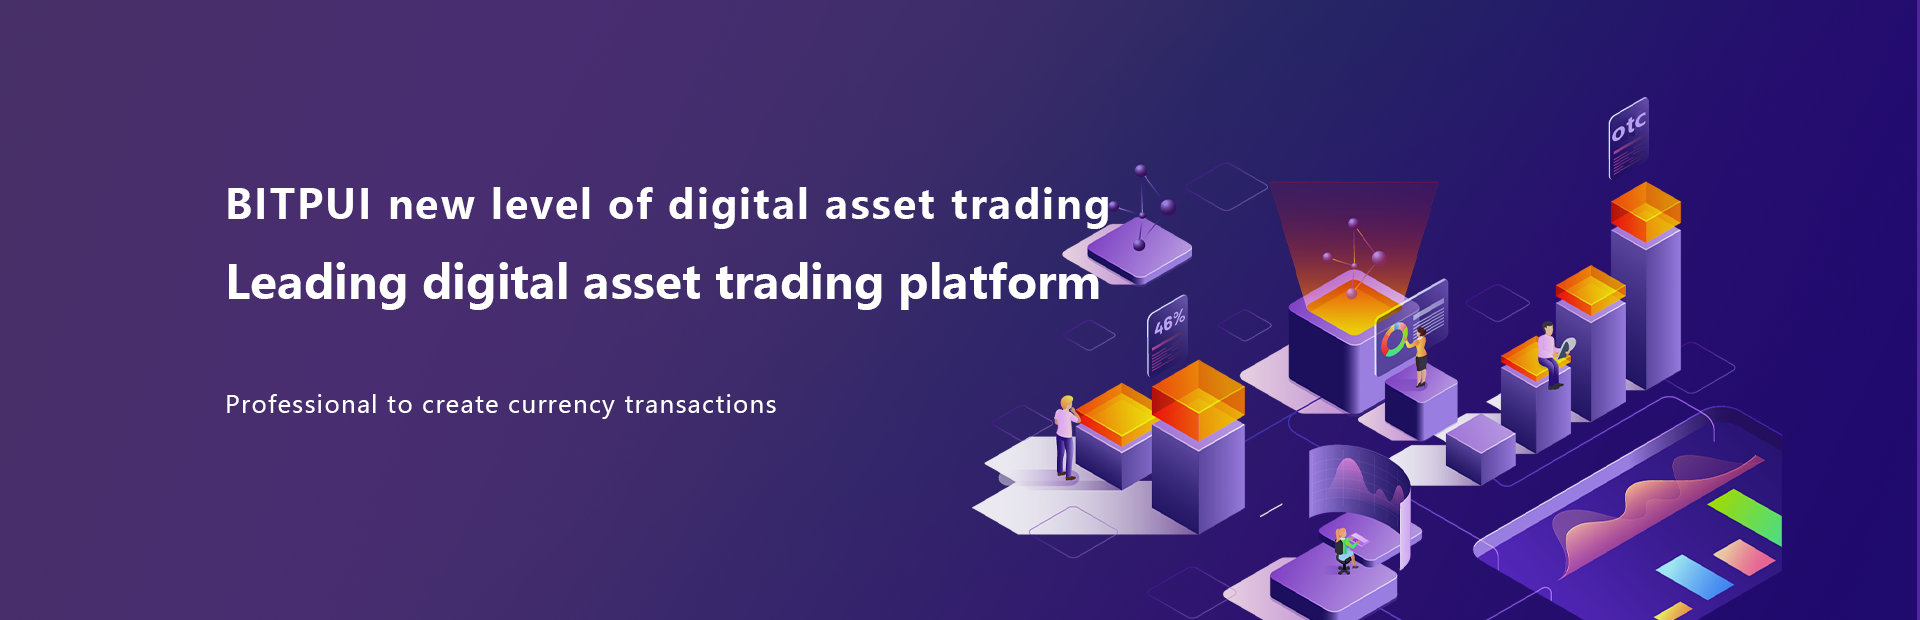 BITPUI new level of digital asset trading
Leading digital asset trading platform
Professional to create currency transactions
46%
otc